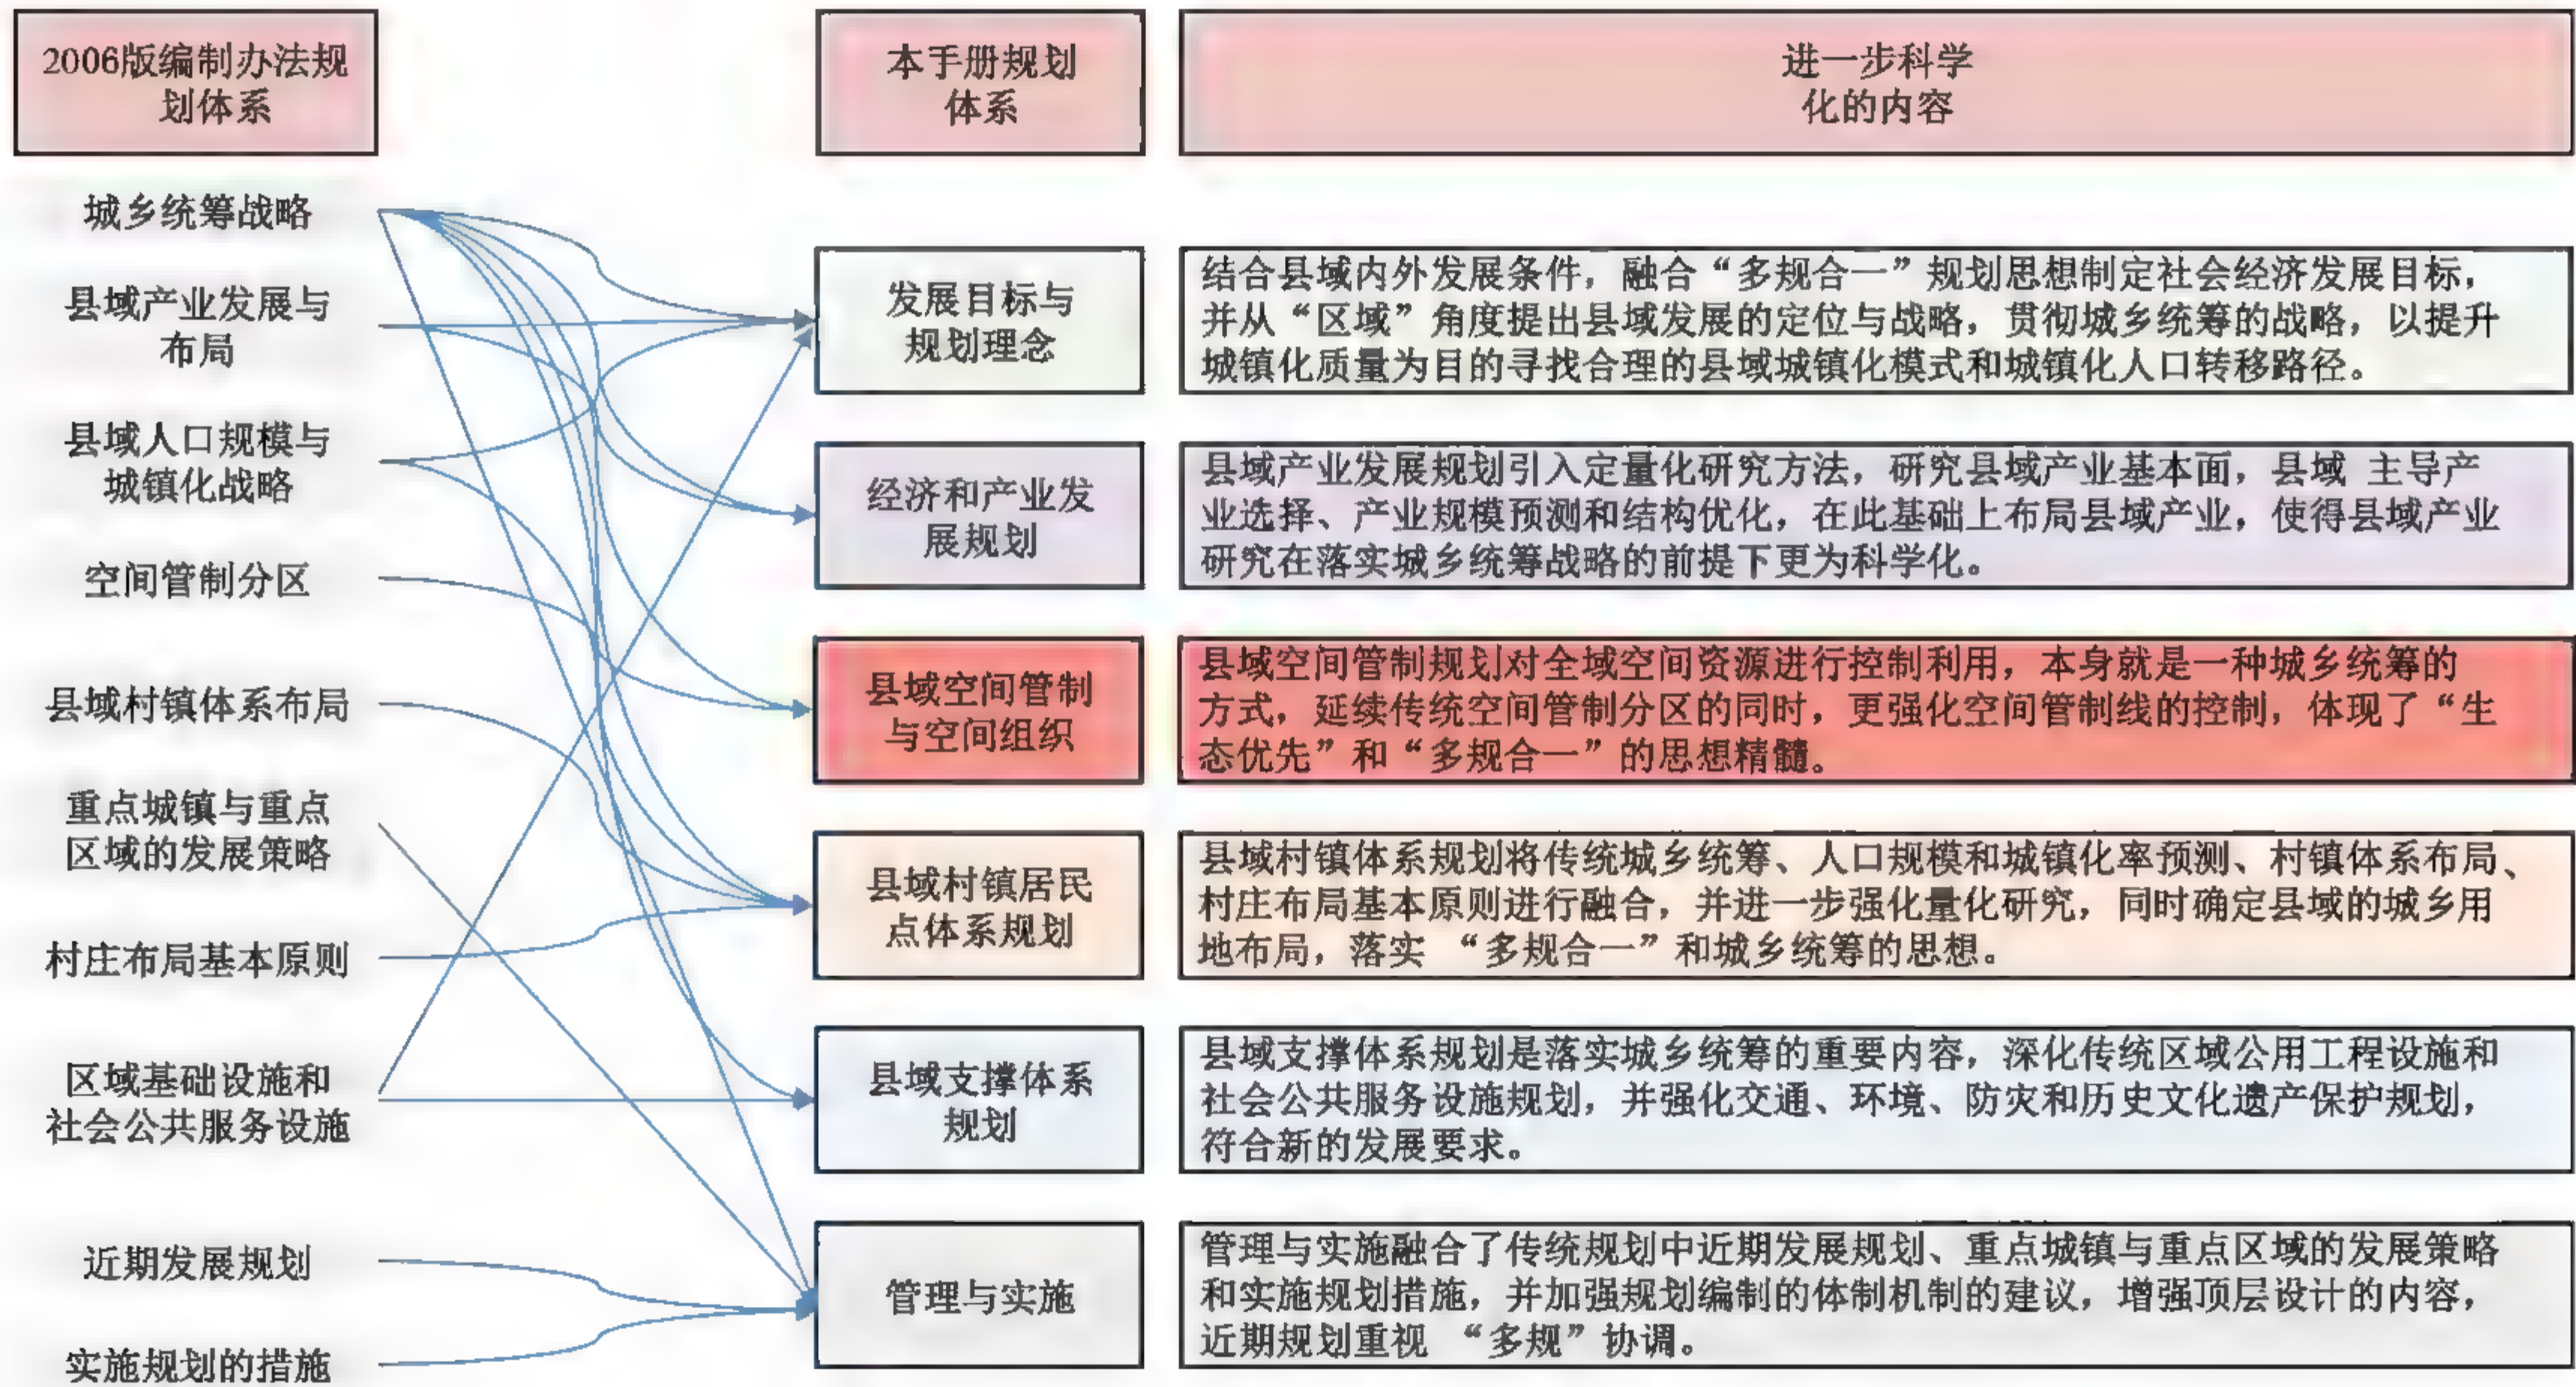 2006版编制办法规
划体系
本手册规划
体系
进一步科学
化的内容
城乡统筹战略
县域产业发展与
布局
县域人口规模与
城镇化战略
空间管制分区
县域村镇体系布局
重点城镇与重点
区域的发展策略
村庄布局基本原则
区域基础设施和
社会公共服务设施
近期发展规划
实施规划的措施
发展目标与
规划理念
结合县域内外发展条件，融合“多规合一”规划思想制定社会经济发展目标，
并从“区域”角度提出县域发展的定位与战略，贯彻城乡统筹的战略，以提升
城镇化质量为目的寻找合理的县域城镇化模式和城镇化人口转移路径。
经济和产业发
展规划
县域产业发展规划引入定量化研究方法，研究县域产业基本面，县域 主导产
业选择、产业规模预测和结构优化，在此基础上布局县域产业，使得县域产业
研究在落实城乡统筹战略的前提下更为科学化。
县域空间管制
与空间组织
县域空间管制规划对全域空间资源进行控制利用，本身就是一种城乡统筹的
方式，延续传统空间管制分区的同时，更强化空间管制线的控制，体现了“生
态优先”和“多规合一”的思想精髓。
县域村镇居民
点体系规划
县域村镇体系规划将传统城乡统筹、人口规模和城镇化率预测、村镇体系布局、
村庄布局基本原则进行融合，并进一步强化量化研究，同时确定县域的城乡用
地布局，落实 “多规合一”和城乡统筹的思想。
县域支撑体系
规划
县域支撑体系规划是落实城乡统筹的重要内容，深化传统区域公用工程设施和
社会公共服务设施规划，并强化交通、环境、防灾和历史文化遗产保护规划，
符合新的发展要求。
管理与实施
管理与实施融合了传统规划中近期发展规划、重点城镇与重点区域的发展策略
和实施规划措施，并加强规划编制的体制机制的建议，增强顶层设计的内容，
近期规划重视 “多规”协调。